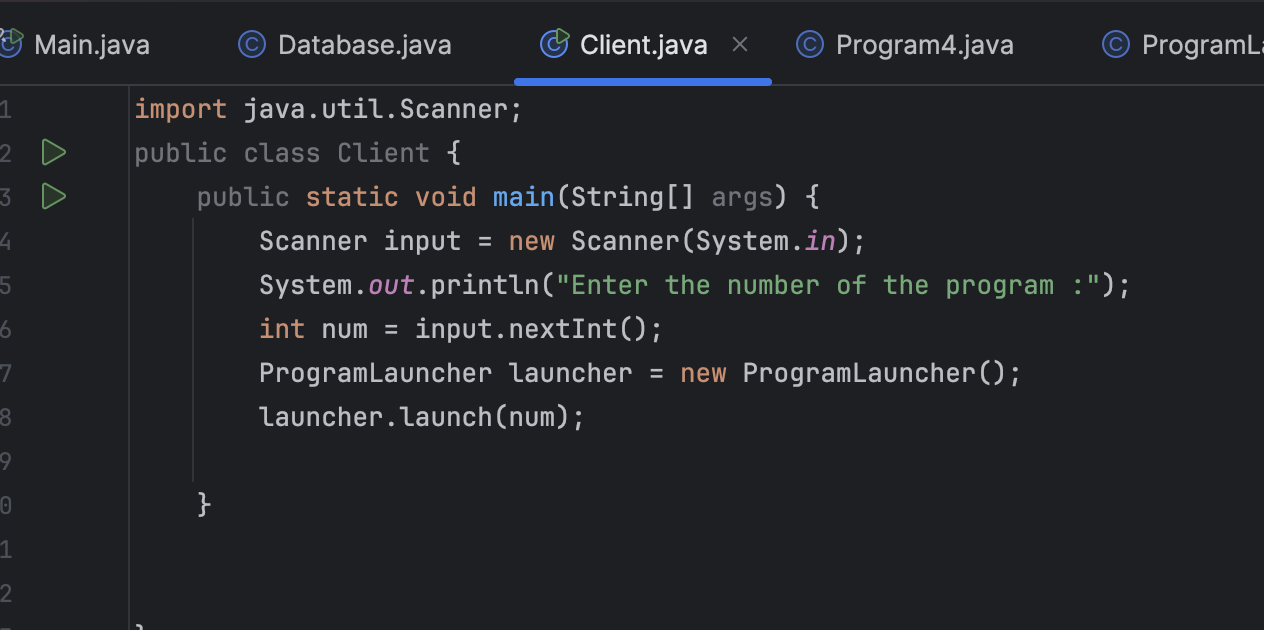 Main.java Database.java Client.java Program4.java ProgramLa
1 import java.util.Scanner;
2 public class Client {
3 public static void main(String[] args) {
4 Scanner input = new Scanner(System.in);
5 System.out.println("Enter the number of the program :");
6 int num = input.nextInt();
7 ProgramLauncher launcher = new ProgramLauncher();
8 launcher.launch(num);
9
0 }
1
2